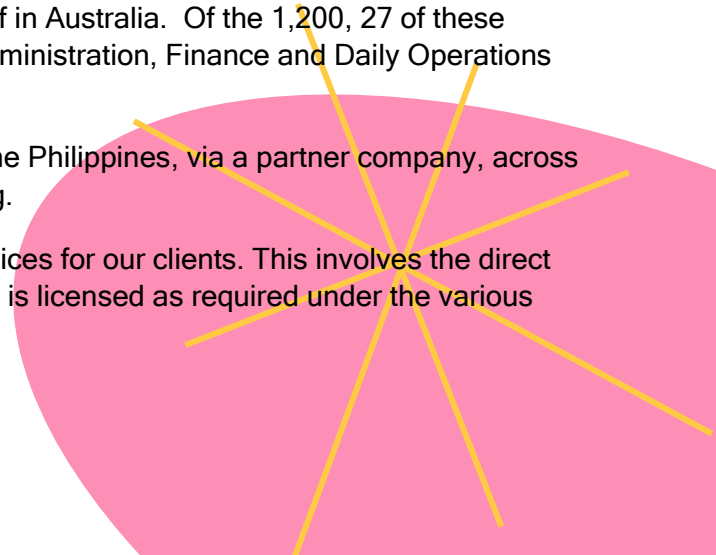 f in Australia.  Of the 1,200, 27 of these
ministration, Finance and Daily Operations
e Philippines, via a partner company, across
g.
ices for our clients. This involves the direct
is licensed as required under the various